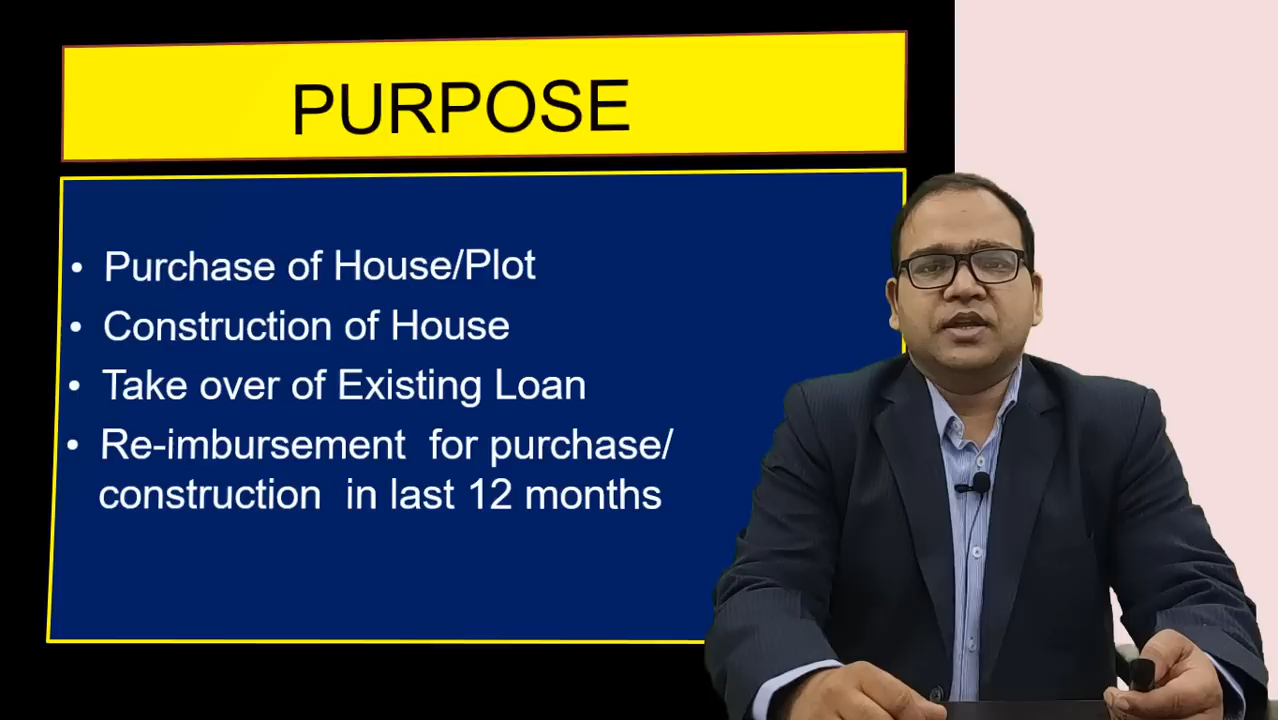 PURPOSE
• Purchase of House/Plot
• Construction of House
• Take over of Existing Loan
• Re-imbursement for purchase/
construction in last 12 months